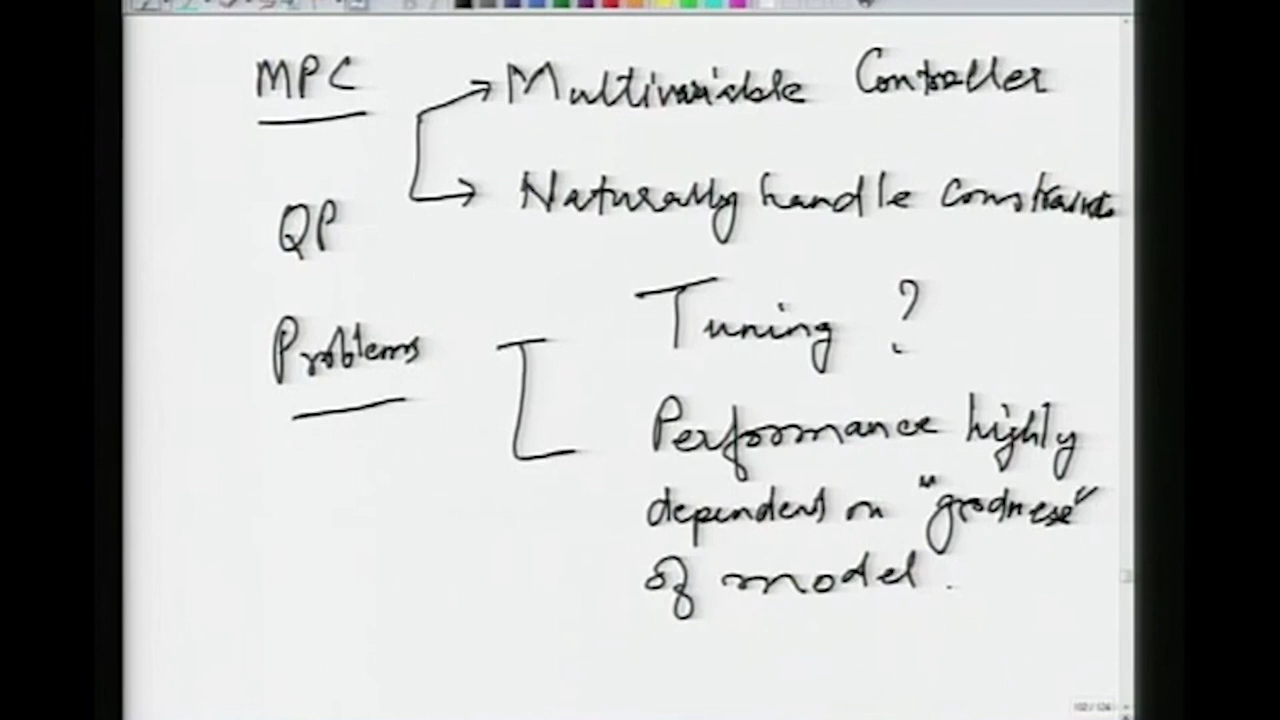 MPC
Multivariable Controller
QP
Naturally handle constraints
Problems
Tuning ?
Performance highly
dependent on "goodness"
of model.